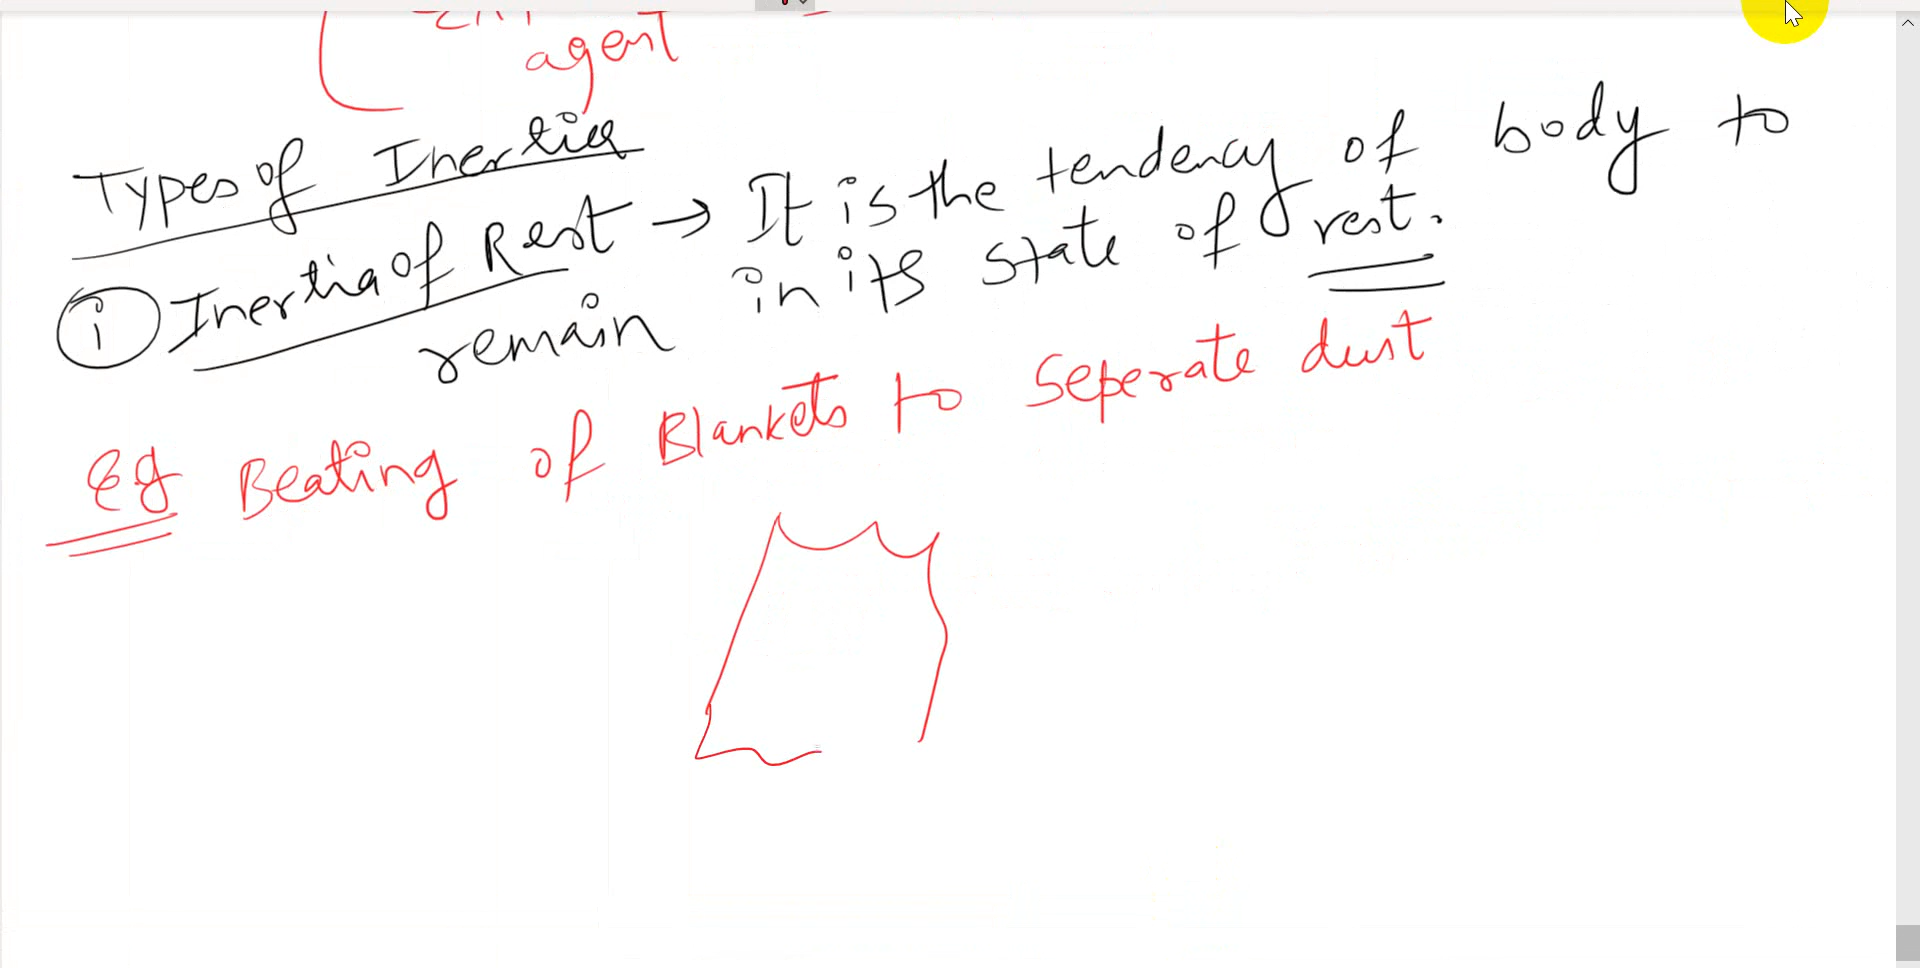 agent
Types of Inertia
(i) Inertia of Rest → It is the tendency of body to
remain in its state of rest.
Eg Beating of Blankets to Seperate dust